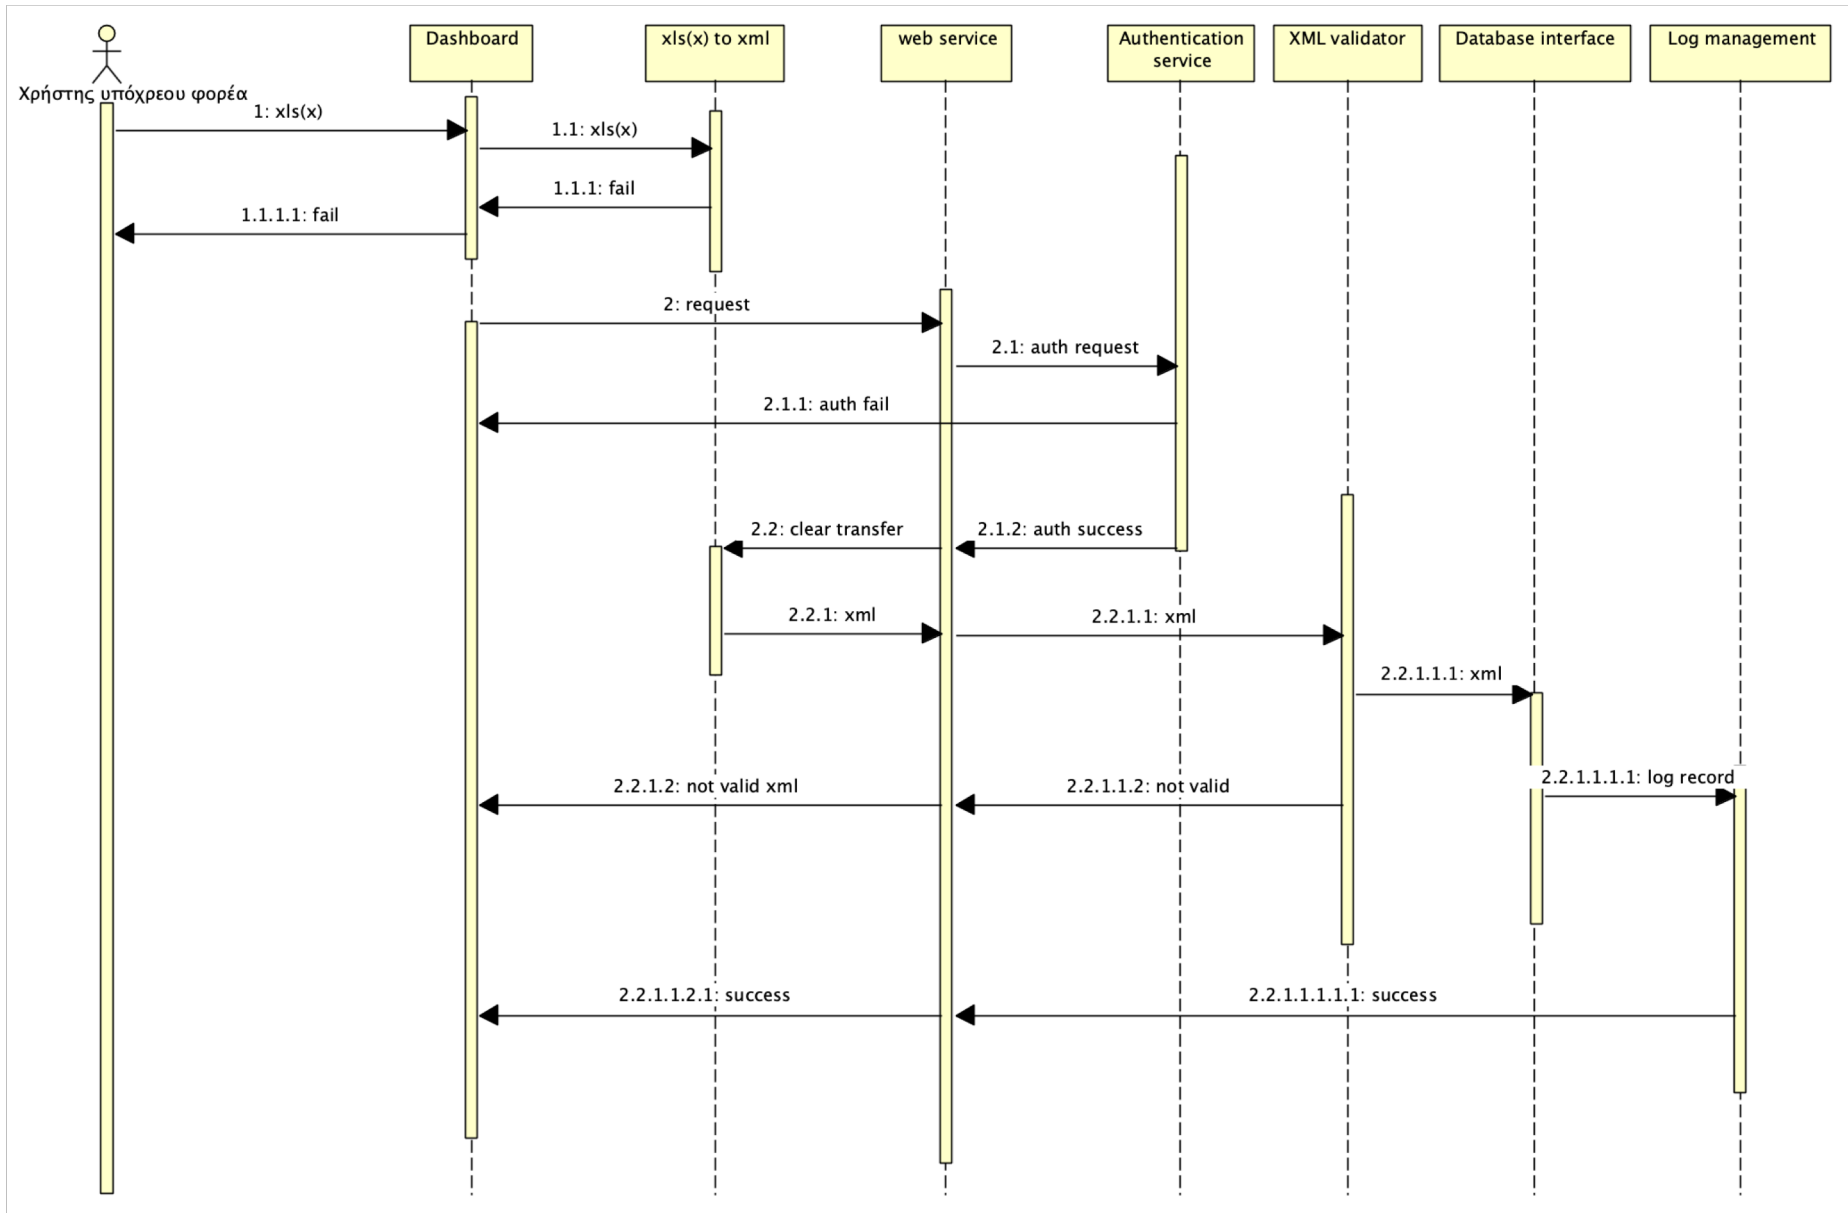 Dashboard
xls(x) to xml
web service
Authentication
service
XML validator
Database interface
Log management
Χρήστης υπόχρεου φορέα
1: xls(x)
1.1: xls(x)
1.1.1: fail
1.1.1.1: fail
2: request
2.1: auth request
2.1.1: auth fail
2.2: clear transfer
2.1.2: auth success
2.2.1: xml
2.2.1.1: xml
2.2.1.1.1: xml
2.2.1.1.1.1: log record
2.2.1.2: not valid xml
2.2.1.1.2: not valid
2.2.1.1.2.1: success
2.2.1.1.1.1.1: success